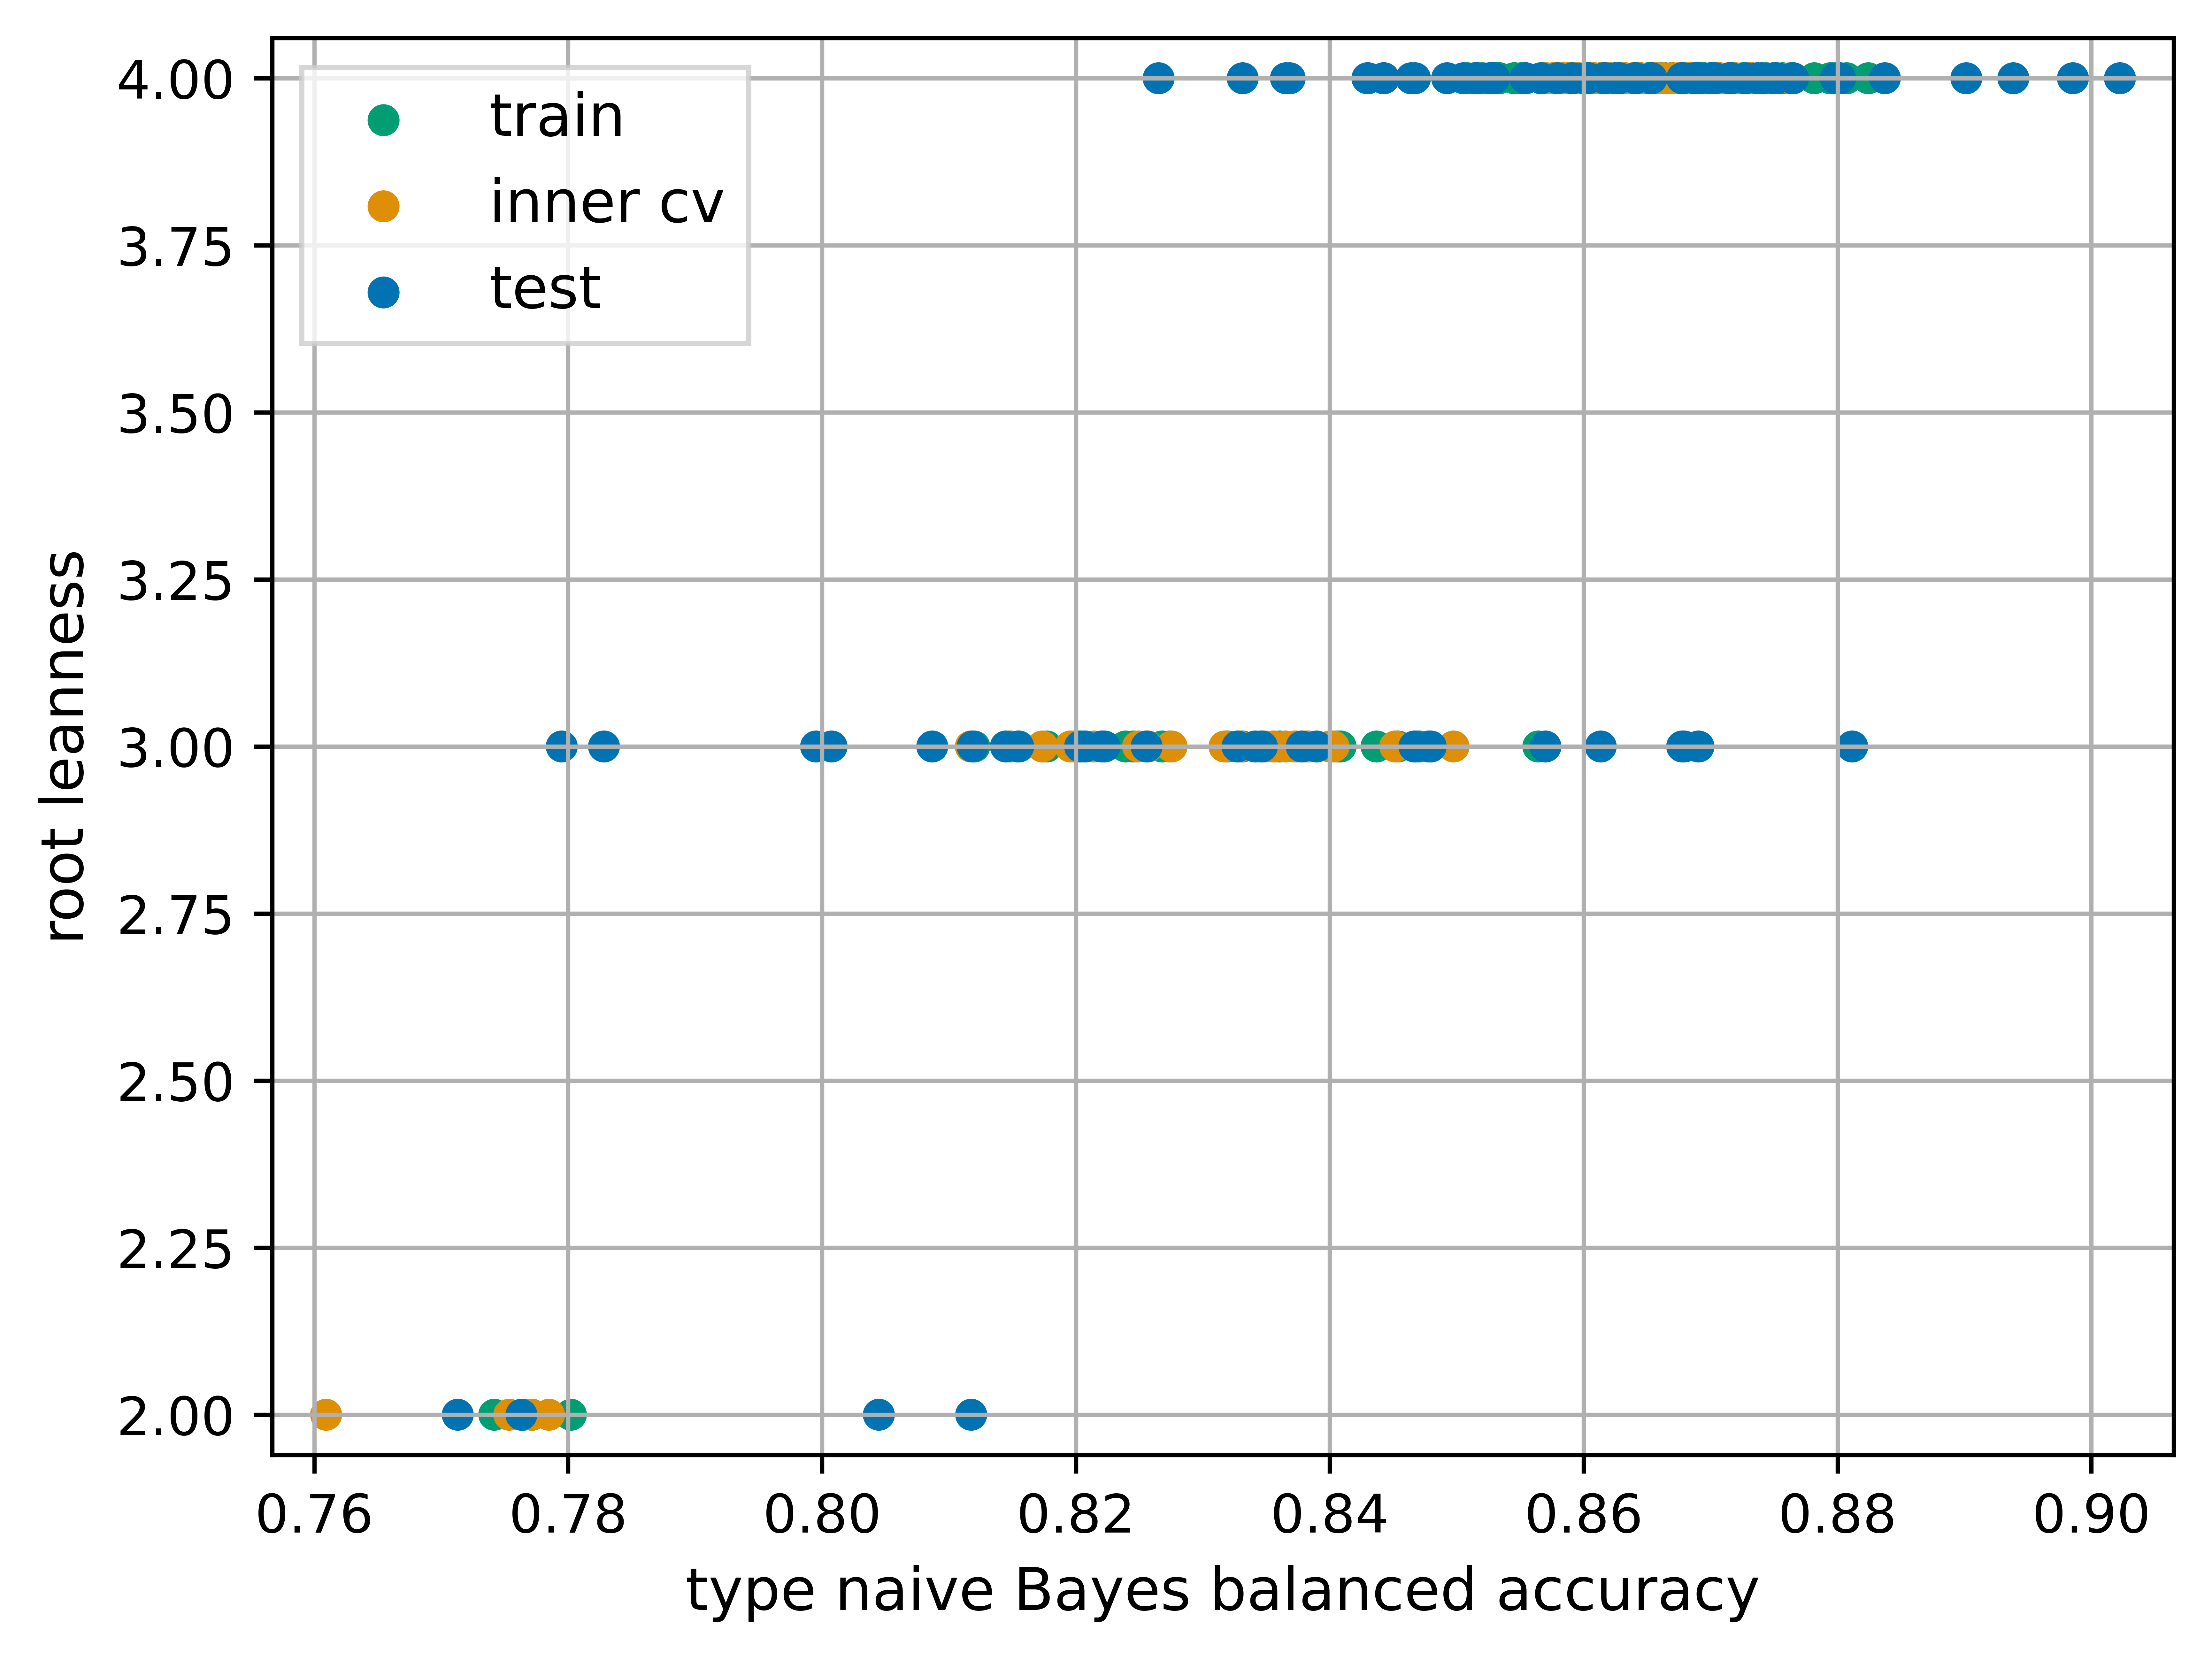 train
inner cv
test
root leanness
4.00
3.75
3.50
3.25
3.00
2.75
2.50
2.25
2.00
0.76 0.78 0.80 0.82 0.84 0.86 0.88 0.90
type naive Bayes balanced accuracy